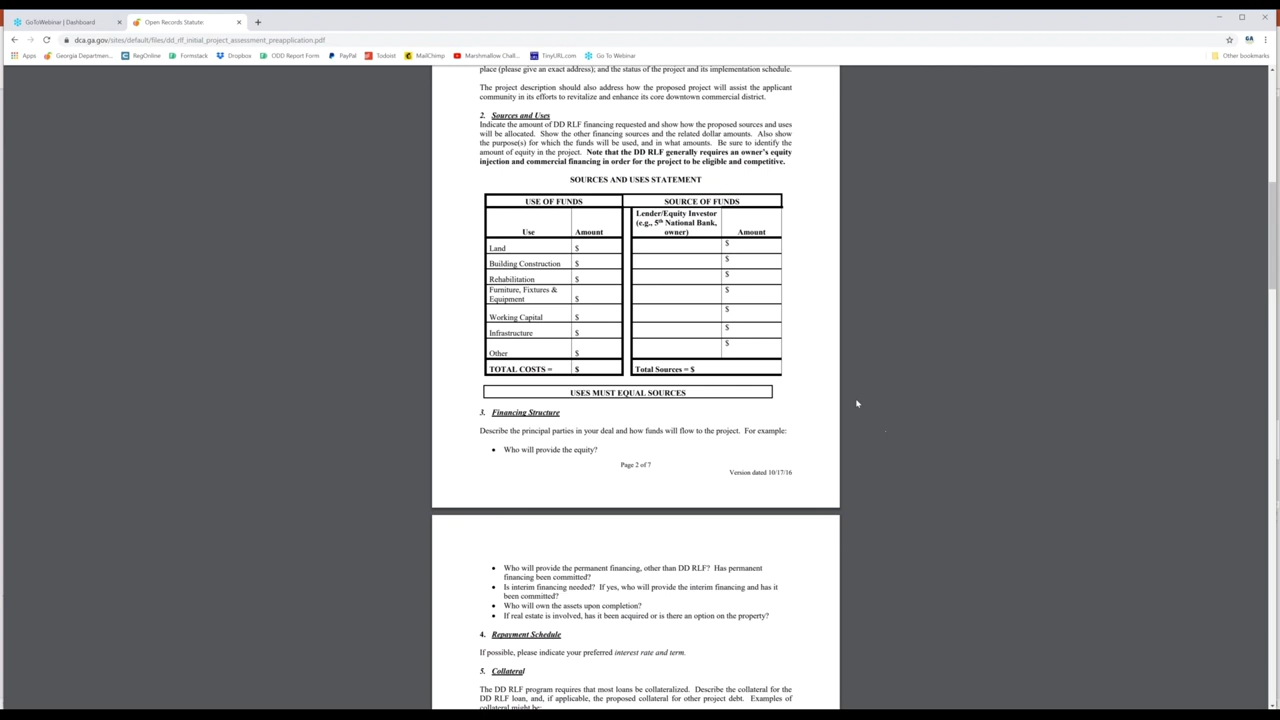 GoToWebinar | Dashboard
Open Records Statute:
dca.ga.gov/sites/default/files/dd_rlf_initial_project_assessment_preapplication.pdf
GA
Apps
Georgia Departmen...
RegOnline
Formstack
Dropbox
ODD Report Form
PayPal
Todoist
MailChimp
Marshmallow Chall...
TinyURL.com
Go To Webinar
Other bookmarks
place (please give an exact address); and the status of the project and its implementation schedule.
The project description should also address how the proposed project will assist the applicant
community in its efforts to revitalize and enhance its core downtown commercial district.
2. Sources and Uses
Indicate the amount of DD RLF financing requested and show how the proposed sources and uses
will be allocated. Show the other financing sources and the related dollar amounts. Also show
the purpose(s) for which the funds will be used, and in what amounts. Be sure to identify the
amount of equity in the project. Note that the DD RLF generally requires an owner's equity
injection and commercial financing in order for the project to be eligible and competitive.
SOURCES AND USES STATEMENT
USE OF FUNDS SOURCE OF FUNDS
Lender/Equity Investor
(e.g., 5th National Bank,
Use Amount owner) Amount
Land $ $
Building Construction $ $
Rehabilitation $ $
Furniture, Fixtures & $
Equipment $
Working Capital $ $
Infrastructure $ $
Other $ $
TOTAL COSTS = $ Total Sources = $
USES MUST EQUAL SOURCES
3. Financing Structure
Describe the principal parties in your deal and how funds will flow to the project. For example:
• Who will provide the equity?
Page 2 of 7
Version dated 10/17/16
• Who will provide the permanent financing, other than DD RLF? Has permanent
financing been committed?
• Is interim financing needed? If yes, who will provide the interim financing and has it
been committed?
• Who will own the assets upon completion?
• If real estate is involved, has it been acquired or is there an option on the property?
4. Repayment Schedule
If possible, please indicate your preferred interest rate and term.
5. Collateral
The DD RLF program requires that most loans be collateralized. Describe the collateral for the
DD RLF loan, and, if applicable, the proposed collateral for other project debt. Examples of
collateral might be: